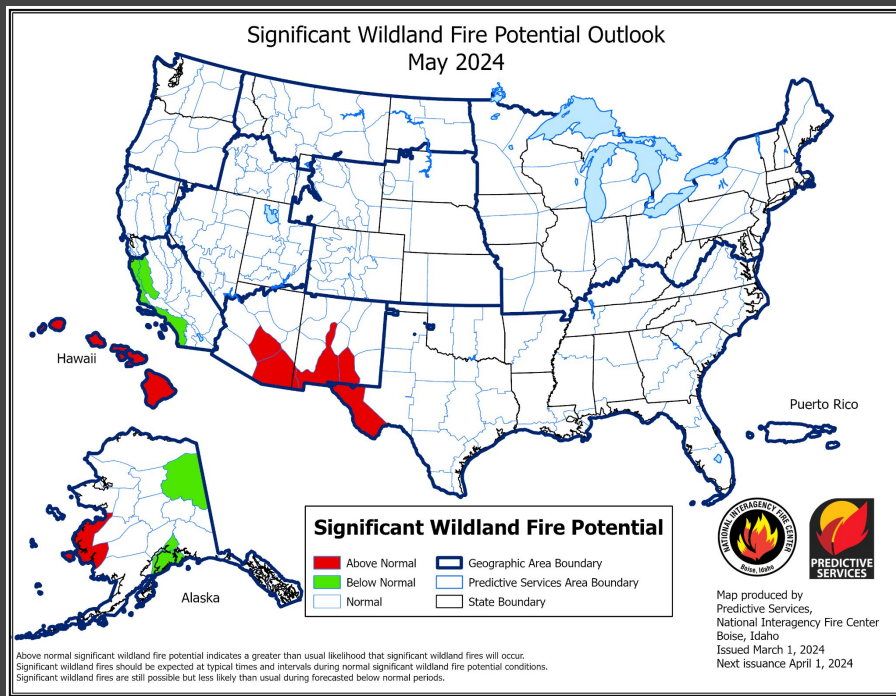 Significant Wildland Fire Potential Outlook
May 2024
Hawaii
Puerto Rico
Alaska
Significant Wildland Fire Potential
Above Normal
Below Normal
Normal
Geographic Area Boundary
Predictive Services Area Boundary
State Boundary
NATIONAL INTERAGENCY FIRE CENTER
Boise, Idaho
PREDICTIVE
SERVICES
Map produced by
Predictive Services,
National Interagency Fire Center
Boise, Idaho
Issued March 1, 2024
Next issuance April 1, 2024
Above normal significant wildland fire potential indicates a greater than usual likelihood that significant wildland fires will occur.
Significant wildland fires should be expected at typical times and intervals during normal significant wildland fire potential conditions.
Significant wildland fires are still possible but less likely than usual during forecasted below normal periods.